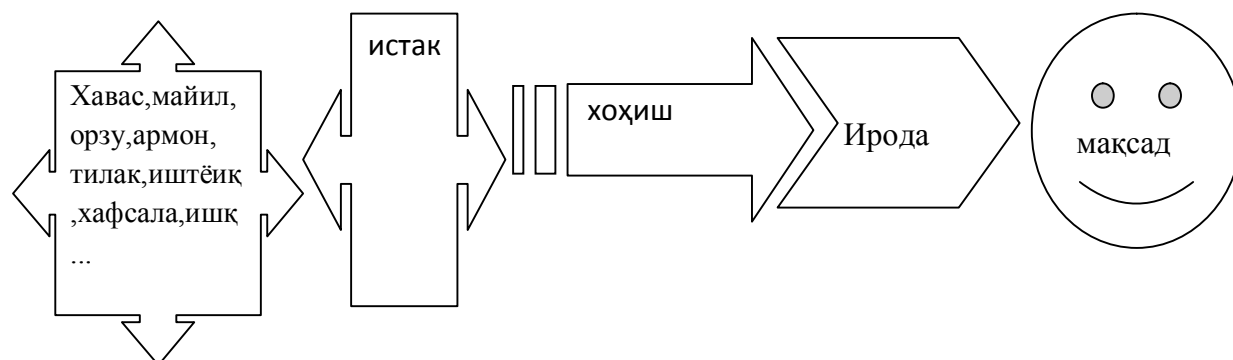 Хавас,майил,
орзу,армон,
тилак,иштёиқ
,хафсала,ишқ
...
истак
хоҳиш
Ирода
мақсад